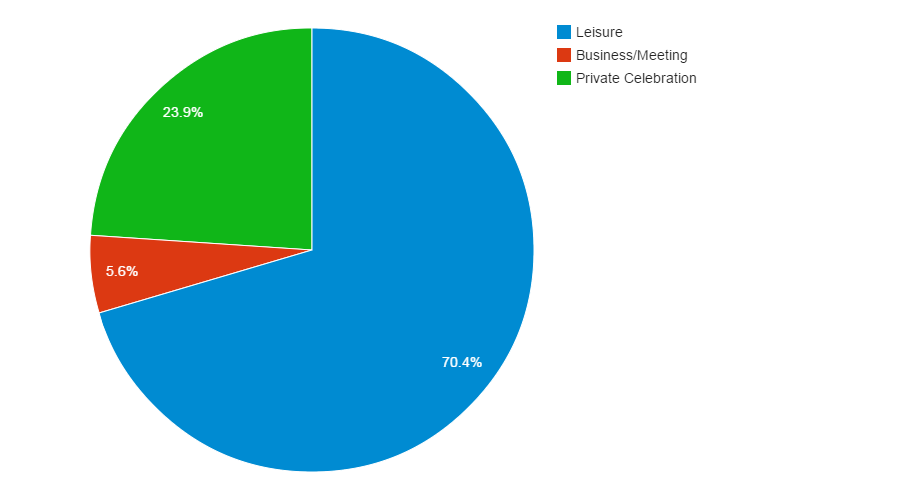 Leisure
Business/Meeting
Private Celebration
23.9%
5.6%
70.4%